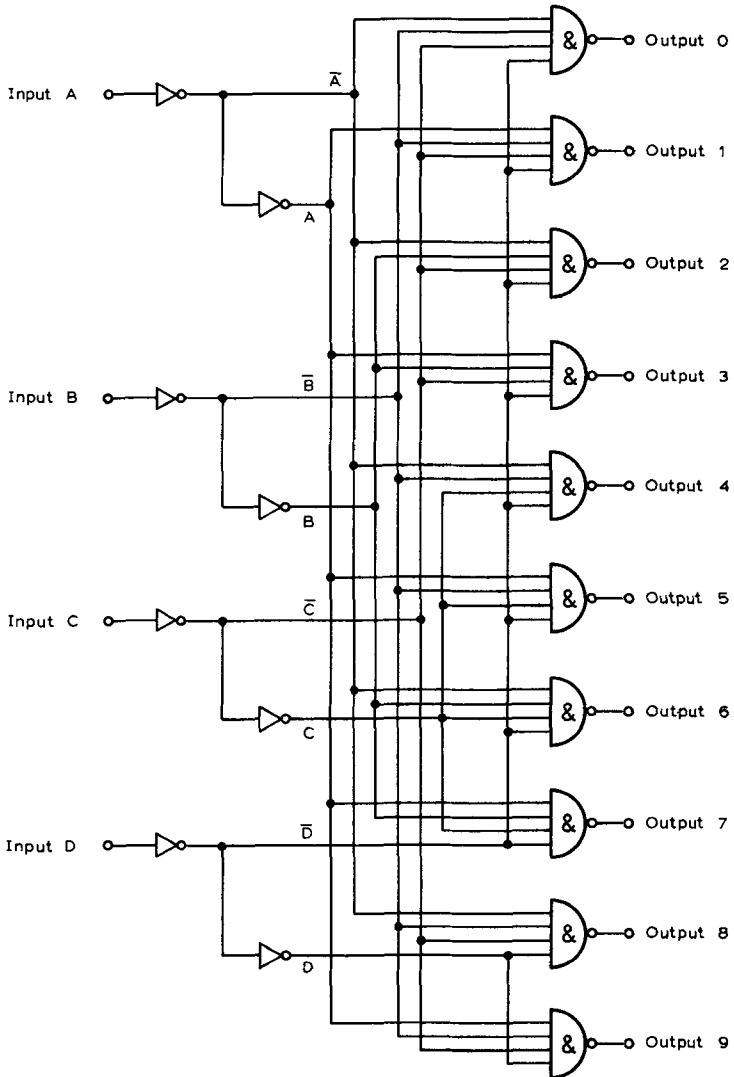 & Output 0
A̅
Input A
& Output 1
A
& Output 2
& Output 3
B̅
Input B
& Output 4
B
& Output 5
C̅
Input C
& Output 6
C
& Output 7
D̅
Input D
& Output 8
D
& Output 9